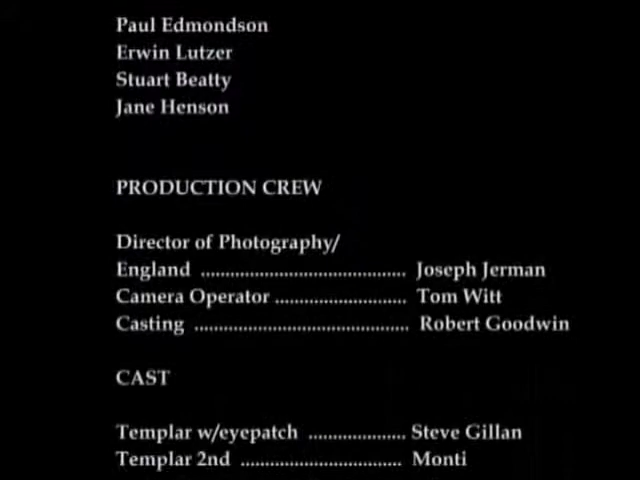 Paul Edmondson
Erwin Lutzer
Stuart Beatty
Jane Henson
PRODUCTION CREW
Director of Photography/
England .......................................... Joseph Jerman
Camera Operator ........................... Tom Witt
Casting ............................................ Robert Goodwin
CAST
Templar w/eyepatch .................... Steve Gillan
Templar 2nd ................................. Monti